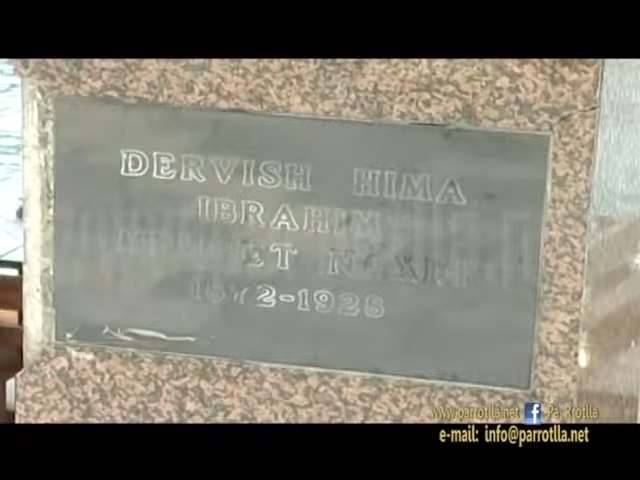 DERVISH HIMA
IBRAHIM
1872-1928
www.parrotlla.net Pa Rrotlla
e-mail: info@parrotlla.net